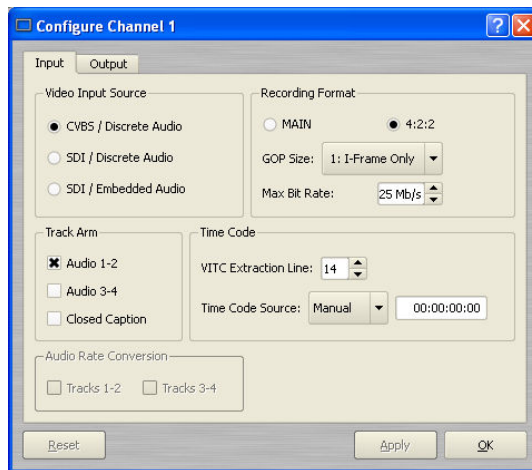 Configure Channel 1
Input Output
Video Input Source
CVBS / Discrete Audio
SDI / Discrete Audio
SDI / Embedded Audio
Recording Format
MAIN 4:2:2
GOP Size: 1: I-Frame Only
Max Bit Rate: 25 Mb/s
Track Arm
Audio 1-2
Audio 3-4
Closed Caption
Time Code
VITC Extraction Line: 14
Time Code Source: Manual 00:00:00:00
Audio Rate Conversion
Tracks 1-2 Tracks 3-4
Reset Apply OK